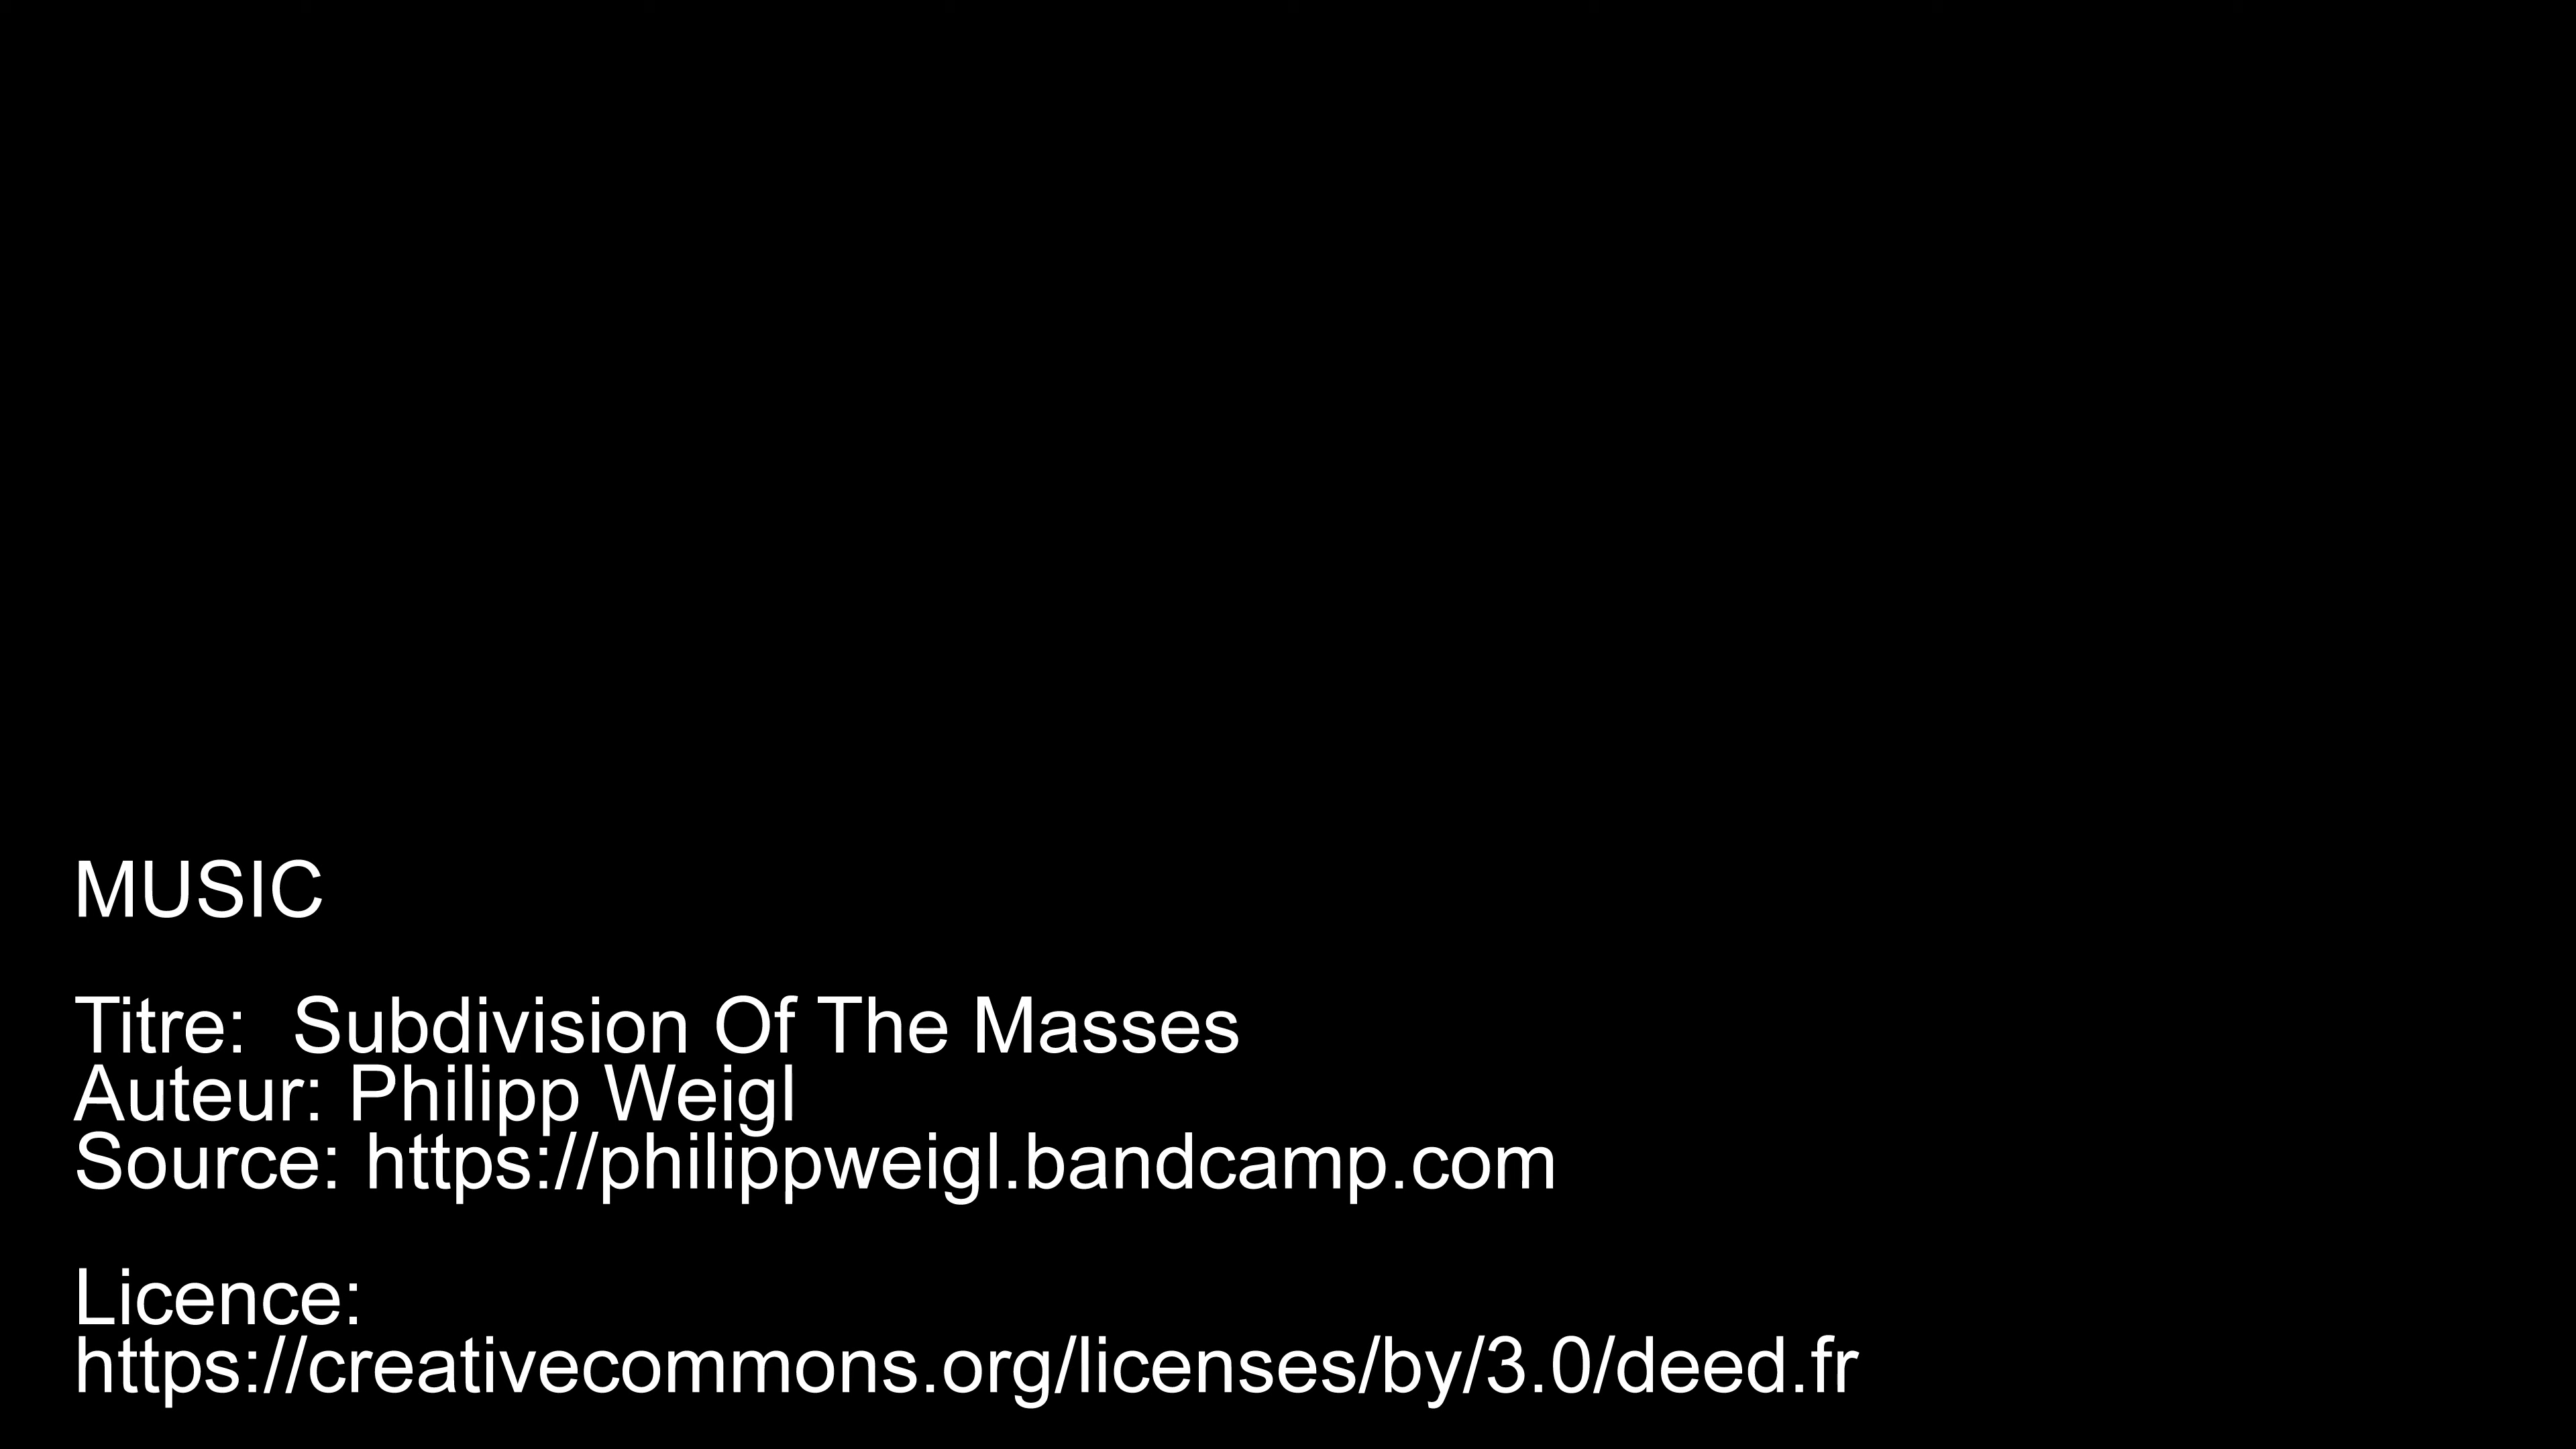 MUSIC
Titre:  Subdivision Of The Masses
Auteur: Philipp Weigl
Source: https://philippweigl.bandcamp.com
Licence:
https://creativecommons.org/licenses/by/3.0/deed.fr